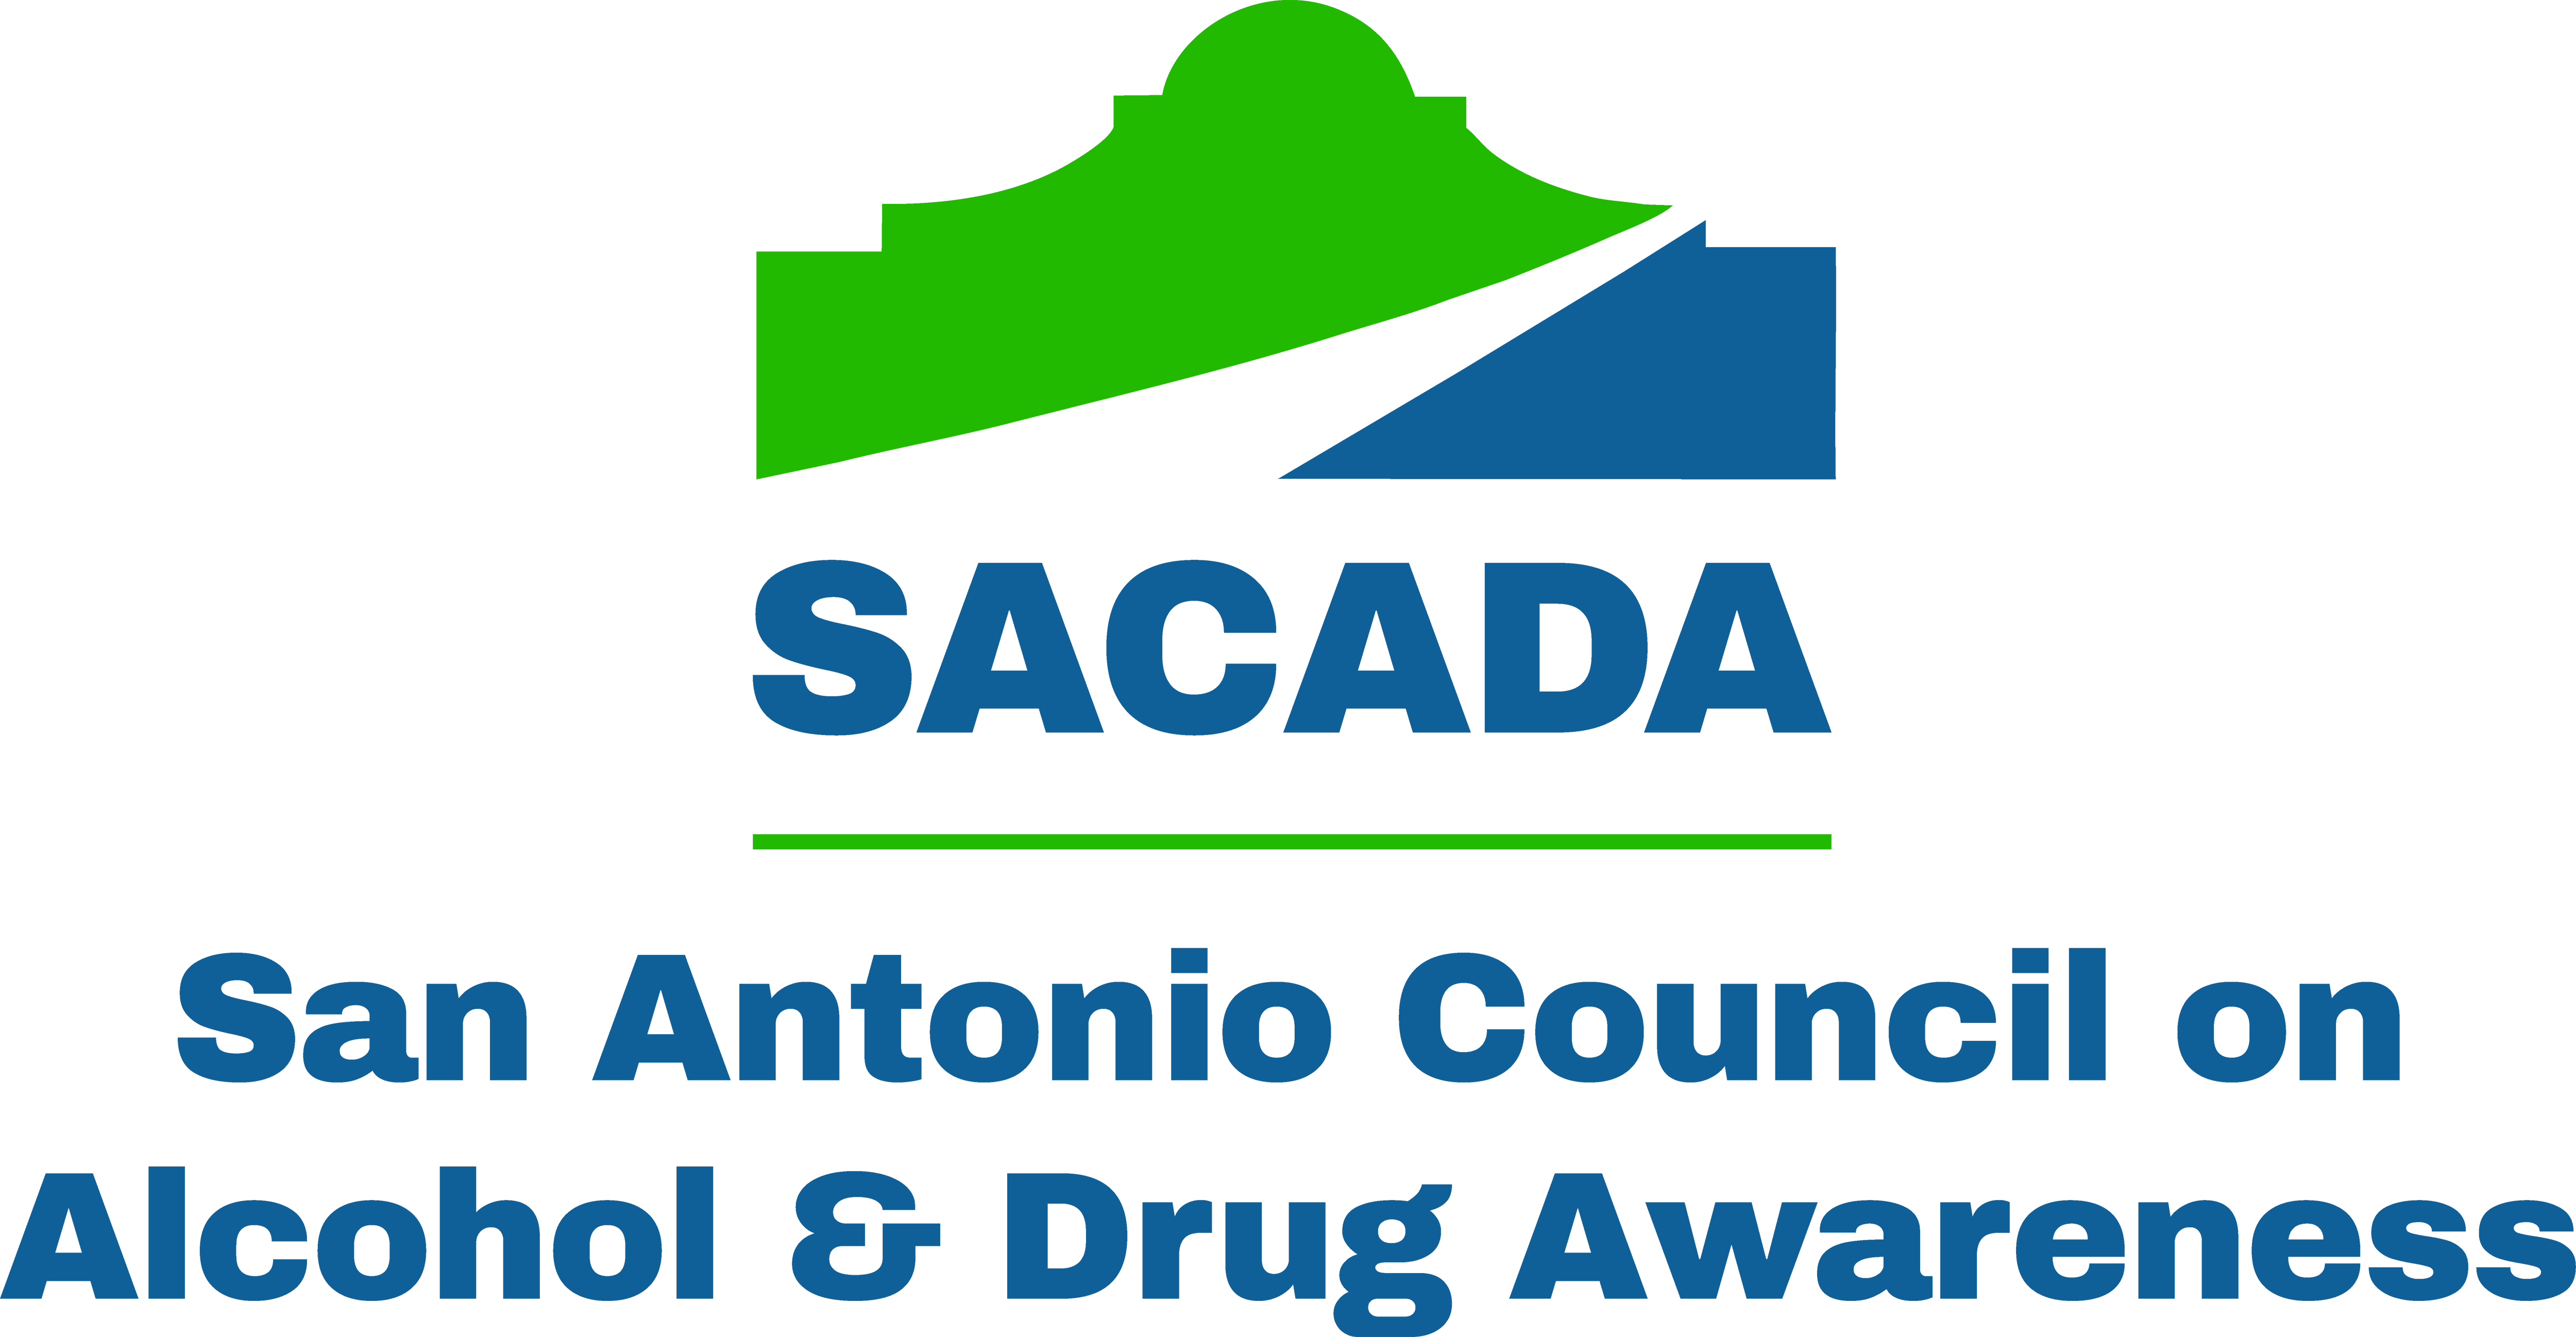 SACADA
San Antonio Council on
Alcohol & Drug Awareness